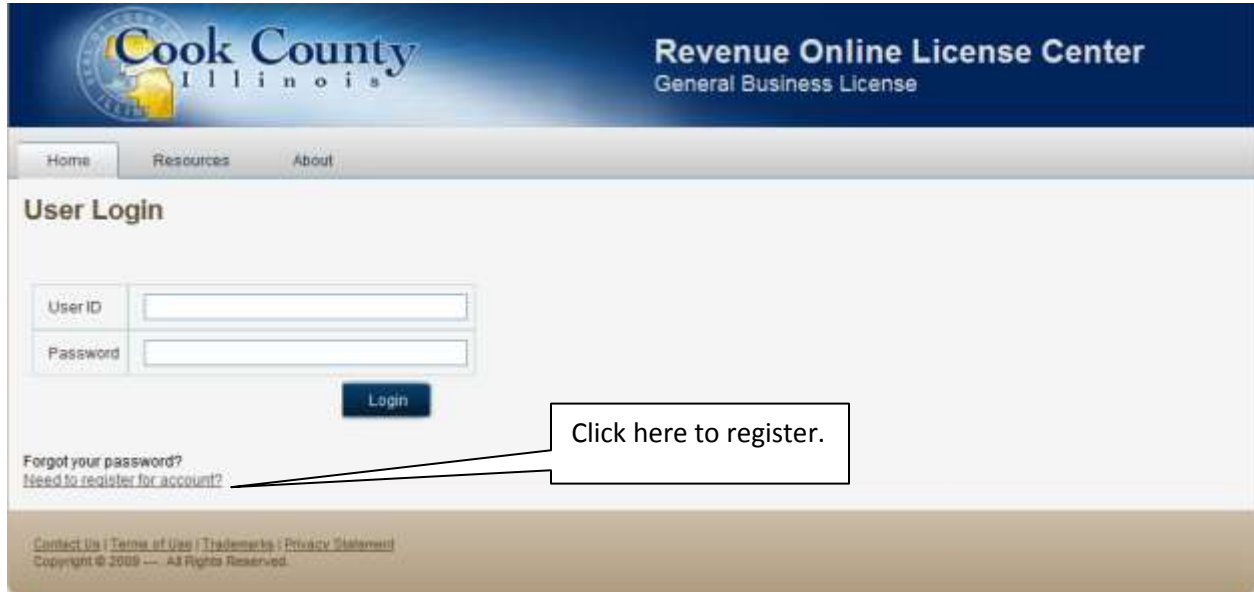 Cook County
Illinois
Revenue Online License Center
General Business License
Home Resources About
User Login
User ID
Password
Login
Click here to register.
Forgot your password?
Need to register for account?
Contact Us | Terms of Use | Trademarks | Privacy Statement
Copyright © 2009 --- All Rights Reserved.